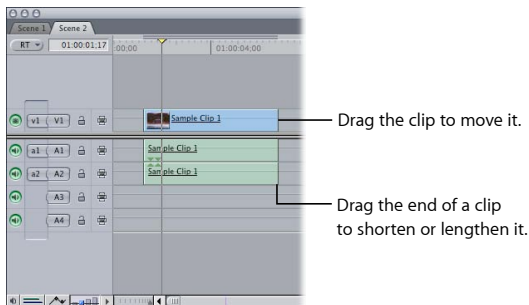 Scene 1 Scene 2
RT 01:00:01;17 :00;00 01:00:04;00
v1 V1 Sample Clip 1
Drag the clip to move it.
a1 A1 Sample Clip 1
a2 A2 Sample Clip 1
A3
Drag the end of a clip
A4
to shorten or lengthen it.